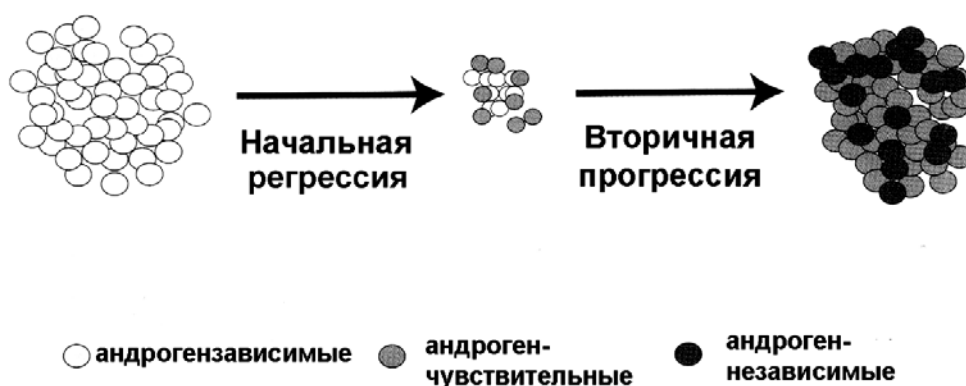 Начальная
регрессия
Вторичная
прогрессия
андрогензависимые
андроген-
чувствительные
андроген-
независимые